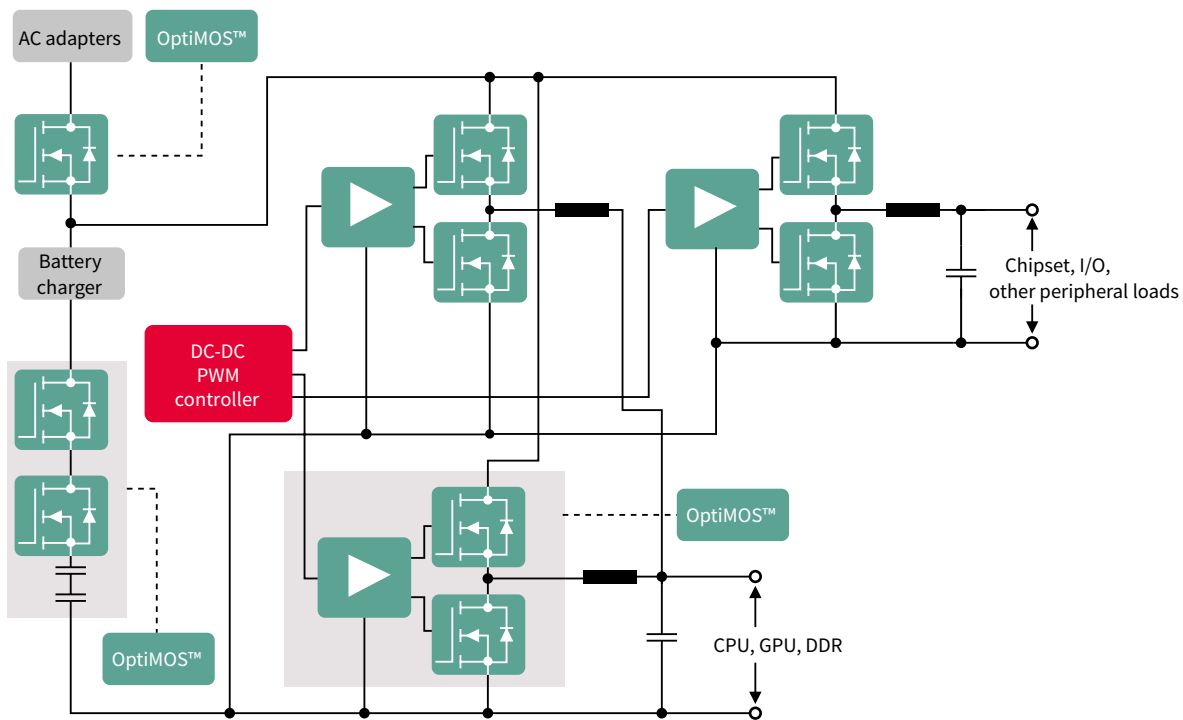 AC adapters
OptiMOS™
Battery
charger
Chipset, I/O,
other peripheral loads
DC-DC
PWM
controller
OptiMOS™
CPU, GPU, DDR
OptiMOS™